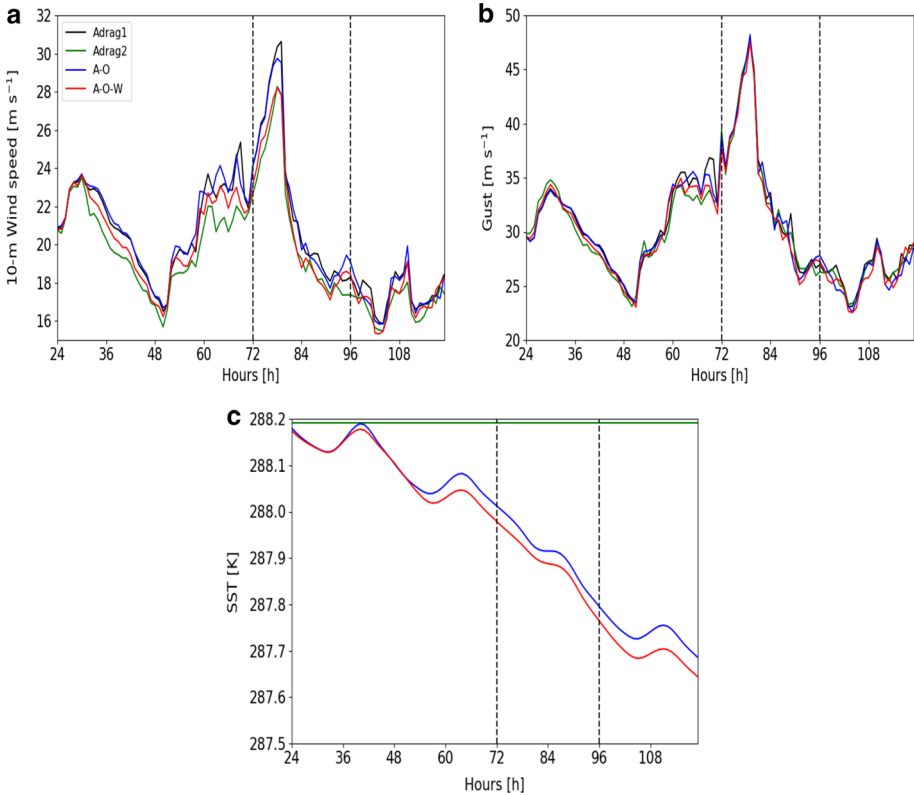 a
10-m Wind speed [m s⁻¹]
32
30
28
26
24
22
20
18
16
Adrag1
Adrag2
A-O
A-O-W
24 36 48 60 72 84 96 108
Hours [h]
b
Gust [m s⁻¹]
50
45
40
35
30
25
20
24 36 48 60 72 84 96 108
Hours [h]
c
SST [K]
288.2
288.1
288.0
287.9
287.8
287.7
287.6
287.5
24 36 48 60 72 84 96 108
Hours [h]